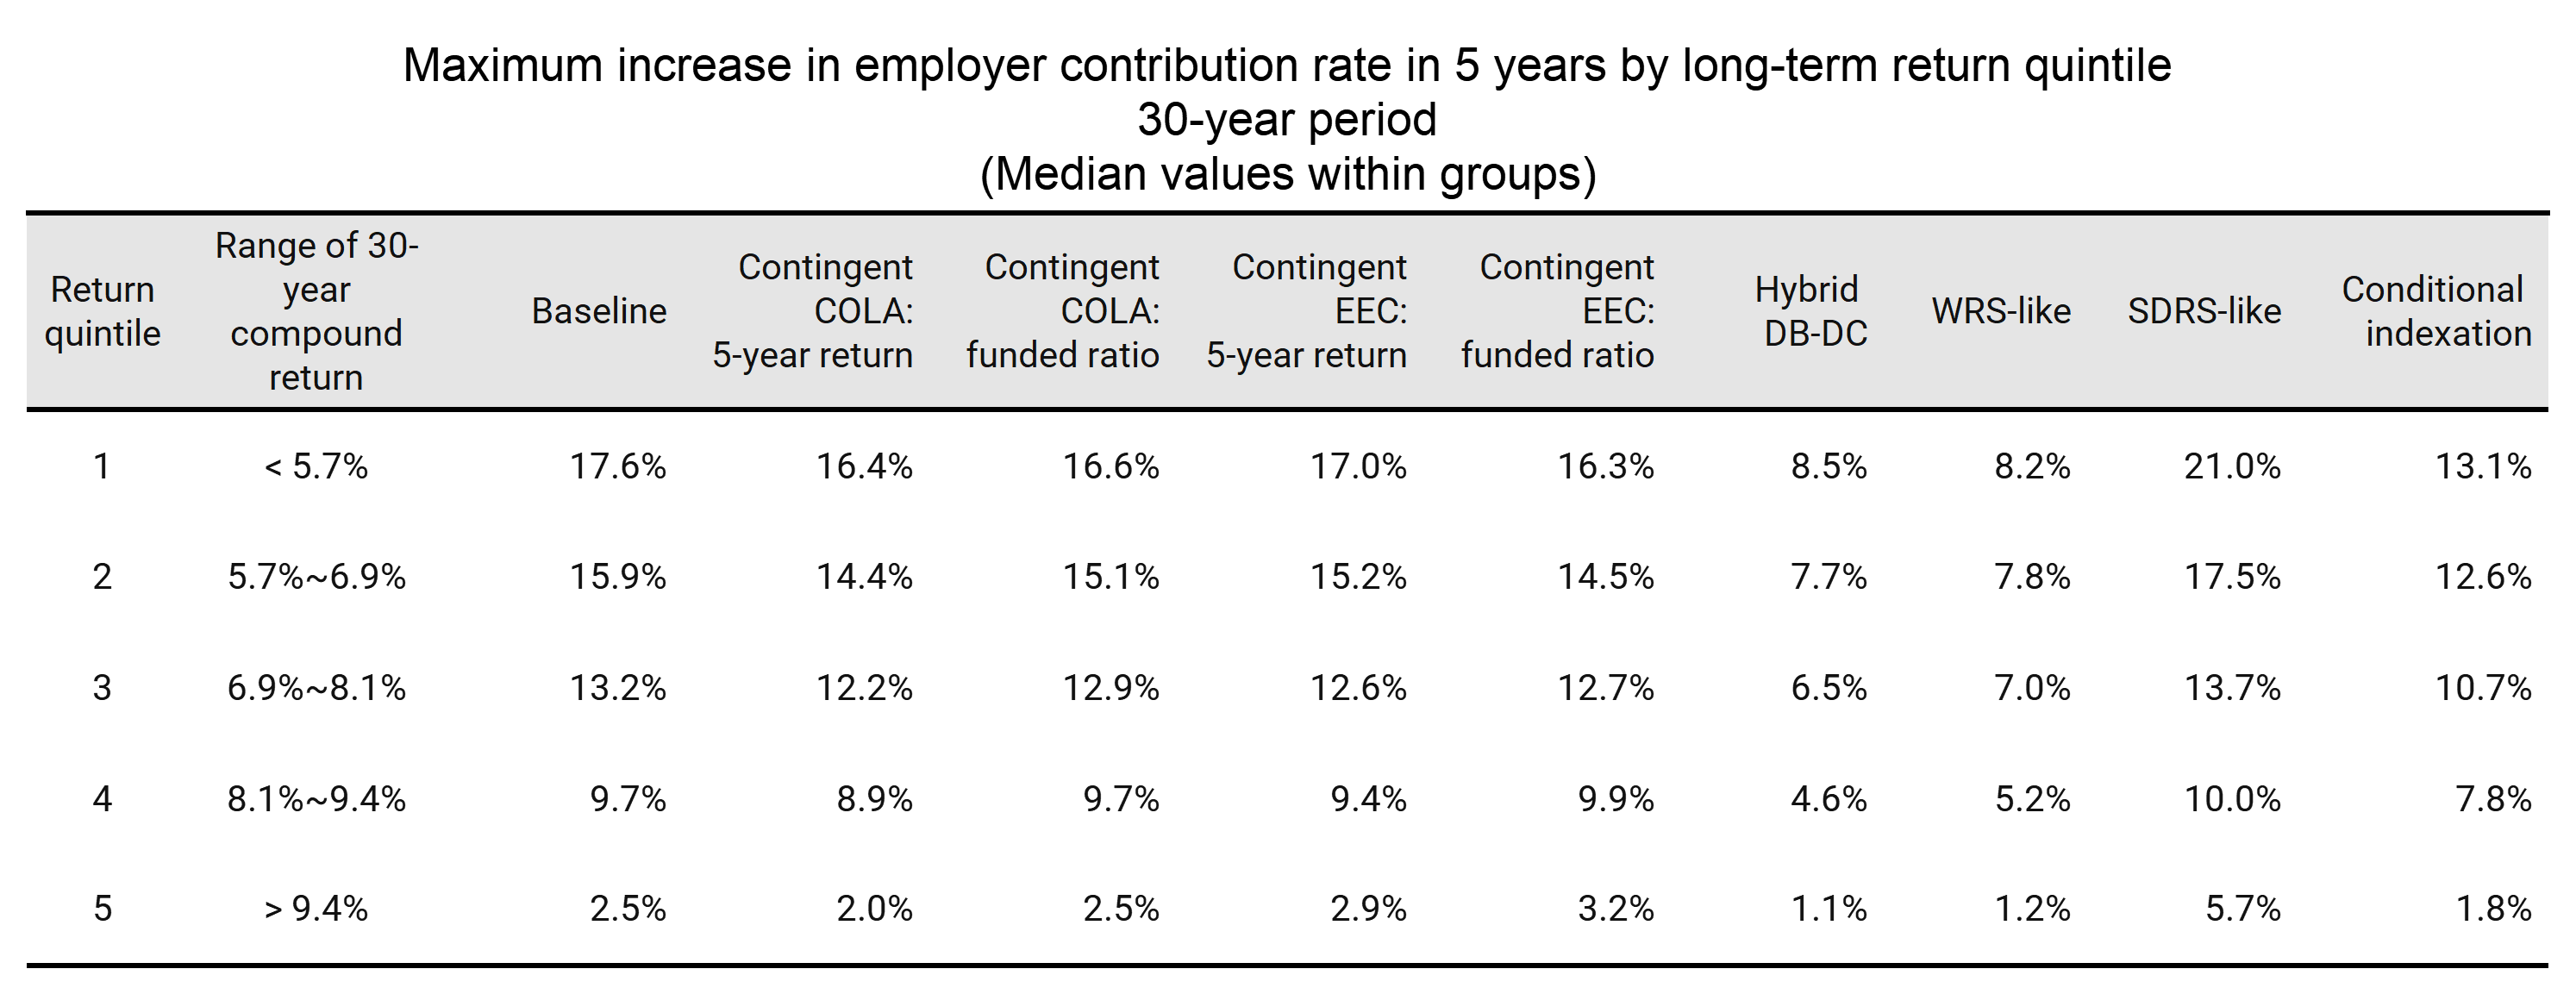 Maximum increase in employer contribution rate in 5 years by long-term return quintile
30-year period
(Median values within groups)
Return quintile	Range of 30-year compound return	Baseline	Contingent COLA: 5-year return	Contingent COLA: funded ratio	Contingent EEC: 5-year return	Contingent EEC: funded ratio	Hybrid DB-DC	WRS-like	SDRS-like	Conditional indexation
1	< 5.7%	17.6%	16.4%	16.6%	17.0%	16.3%	8.5%	8.2%	21.0%	13.1%
2	5.7%~6.9%	15.9%	14.4%	15.1%	15.2%	14.5%	7.7%	7.8%	17.5%	12.6%
3	6.9%~8.1%	13.2%	12.2%	12.9%	12.6%	12.7%	6.5%	7.0%	13.7%	10.7%
4	8.1%~9.4%	9.7%	8.9%	9.7%	9.4%	9.9%	4.6%	5.2%	10.0%	7.8%
5	> 9.4%	2.5%	2.0%	2.5%	2.9%	3.2%	1.1%	1.2%	5.7%	1.8%